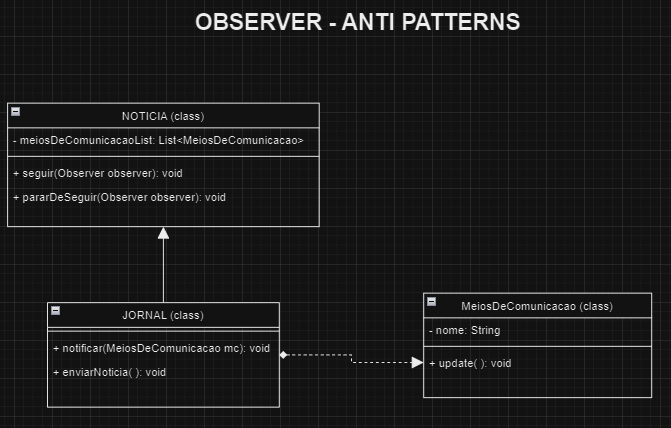 OBSERVER - ANTI PATTERNS
NOTICIA (class)
- meiosDeComunicacaoList: List<MeiosDeComunicacao>
+ seguir(Observer observer): void
+ pararDeSeguir(Observer observer): void
JORNAL (class)
+ notificar(MeiosDeComunicacao mc): void
+ enviarNoticia( ): void
MeiosDeComunicacao (class)
- nome: String
+ update( ): void